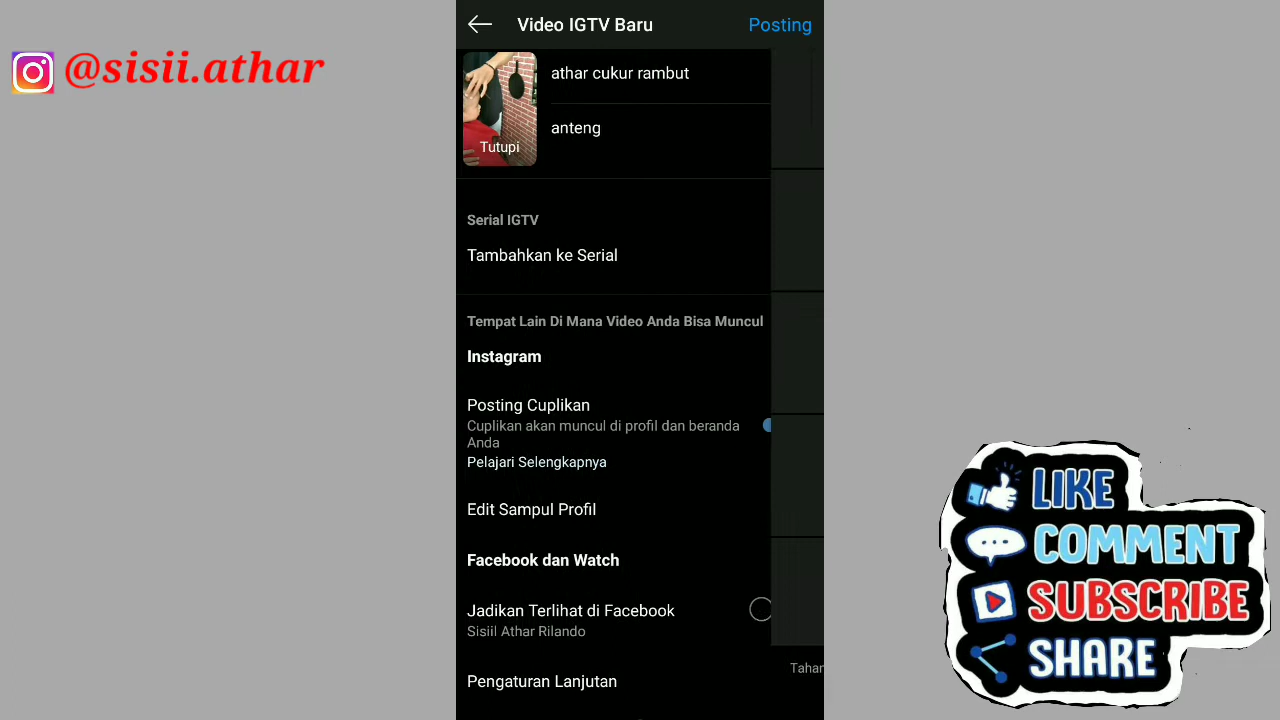 @sisii.athar
Video IGTV Baru
Posting
athar cukur rambut
anteng
Tutupi
Serial IGTV
Tambahkan ke Serial
Tempat Lain Di Mana Video Anda Bisa Muncul
Instagram
Posting Cuplikan
Cuplikan akan muncul di profil dan beranda
Anda
Pelajari Selengkapnya
Edit Sampul Profil
Facebook dan Watch
Jadikan Terlihat di Facebook
Sisiil Athar Rilando
Pengaturan Lanjutan
LIKE
COMMENT
SUBSCRIBE
SHARE